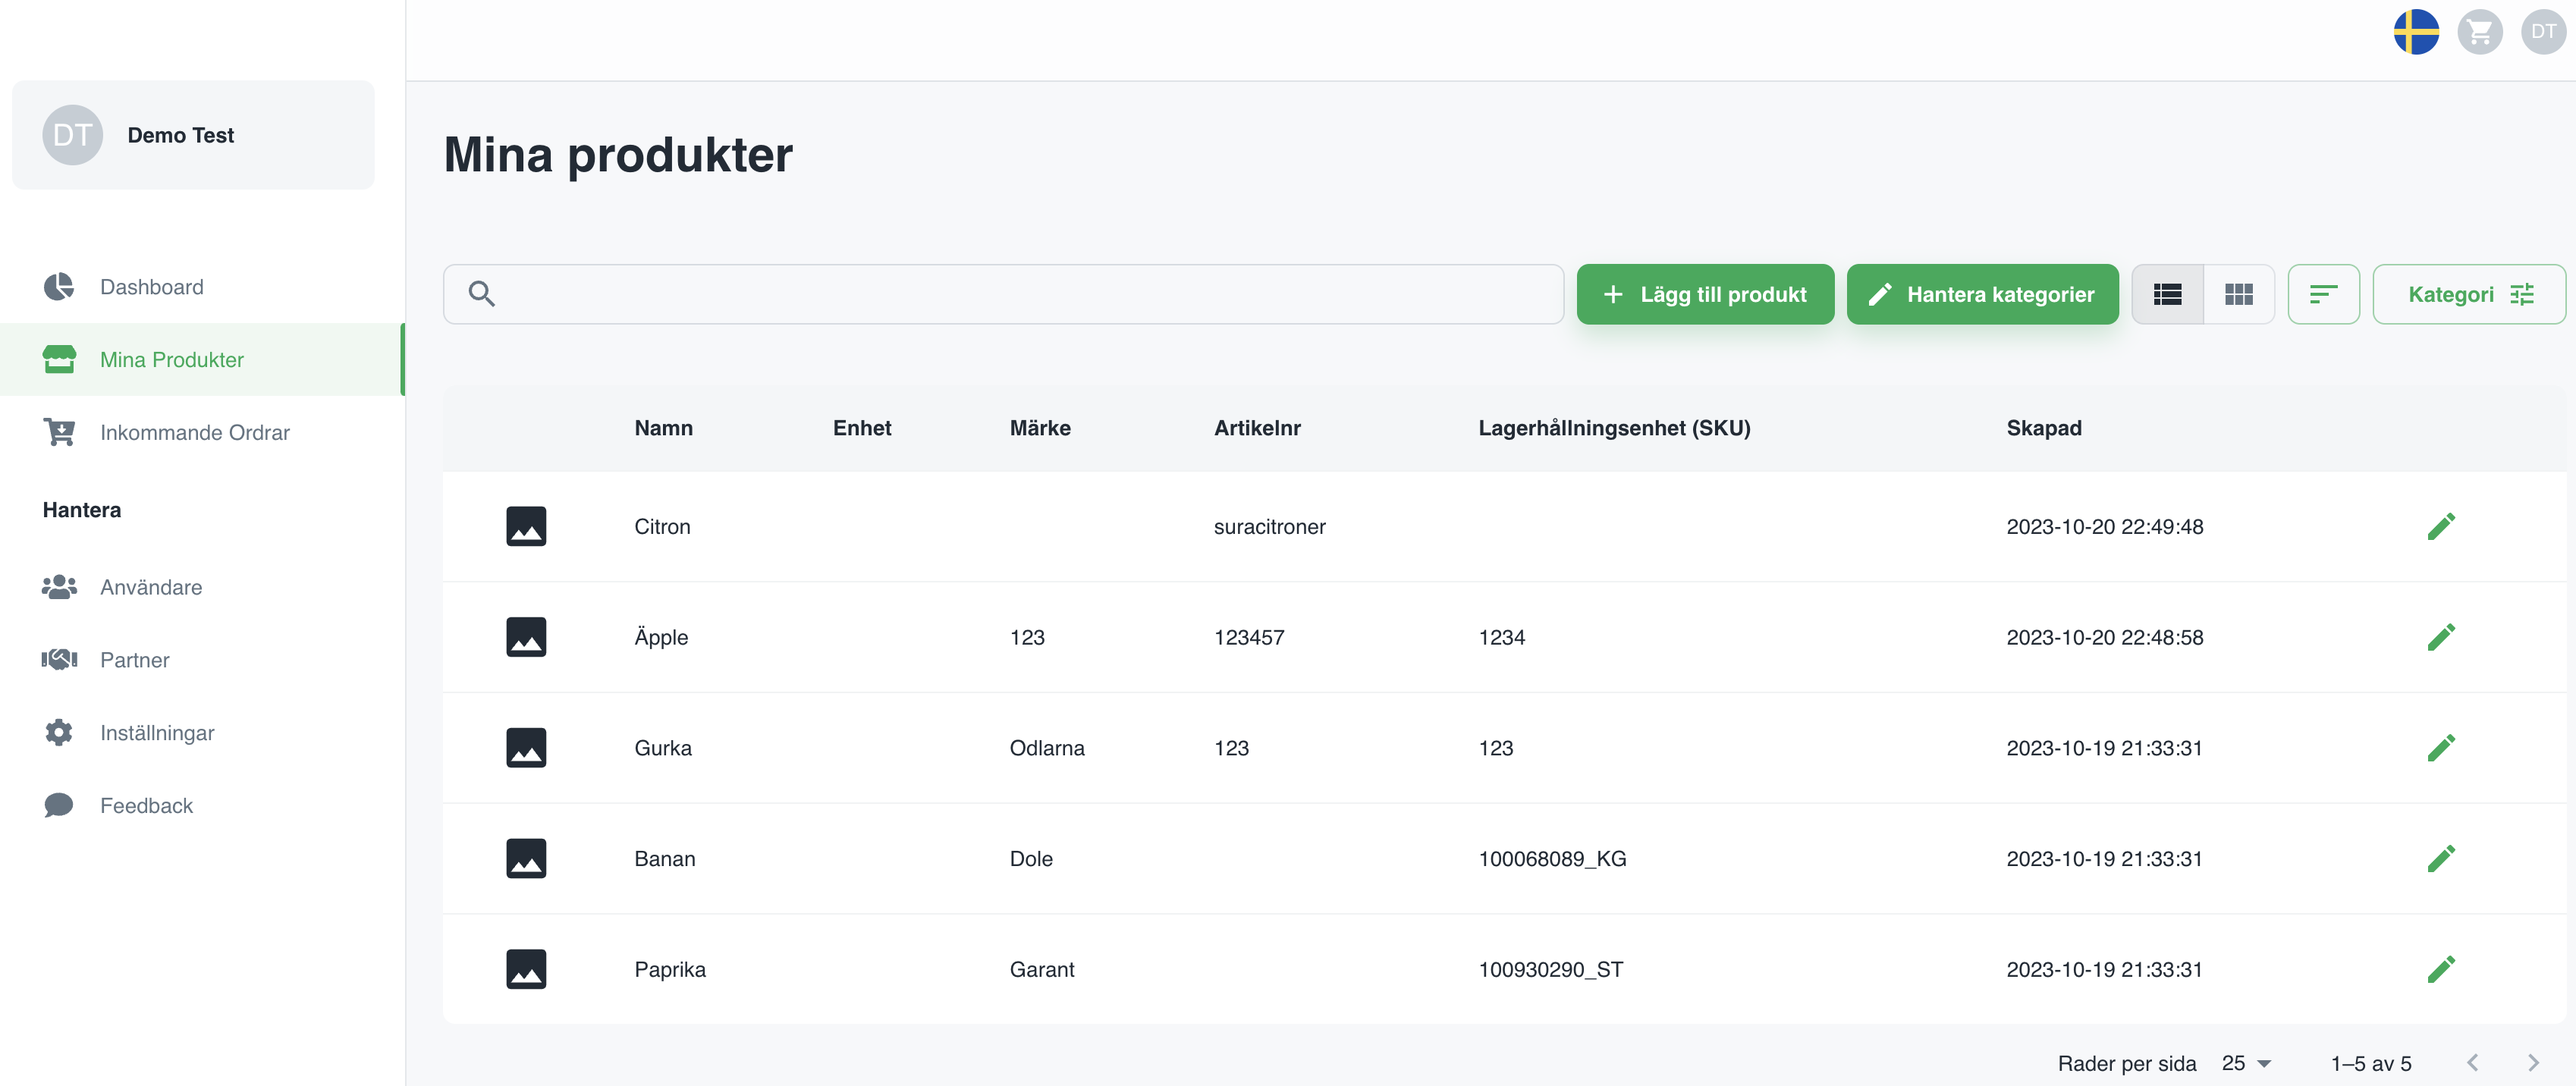 DT
DT Demo Test
Mina produkter
Lägg till produkt Hantera kategorier Kategori
Dashboard
Mina Produkter
Inkommande Ordrar
Hantera
Användare
Partner
Inställningar
Feedback
Namn Enhet Märke Artikelnr Lagerhållningsenhet (SKU) Skapad
Citron suracitroner 2023-10-20 22:49:48
Äpple 123 123457 1234 2023-10-20 22:48:58
Gurka Odlarna 123 123 2023-10-19 21:33:31
Banan Dole 100068089_KG 2023-10-19 21:33:31
Paprika Garant 100930290_ST 2023-10-19 21:33:31
Rader per sida 25 1–5 av 5